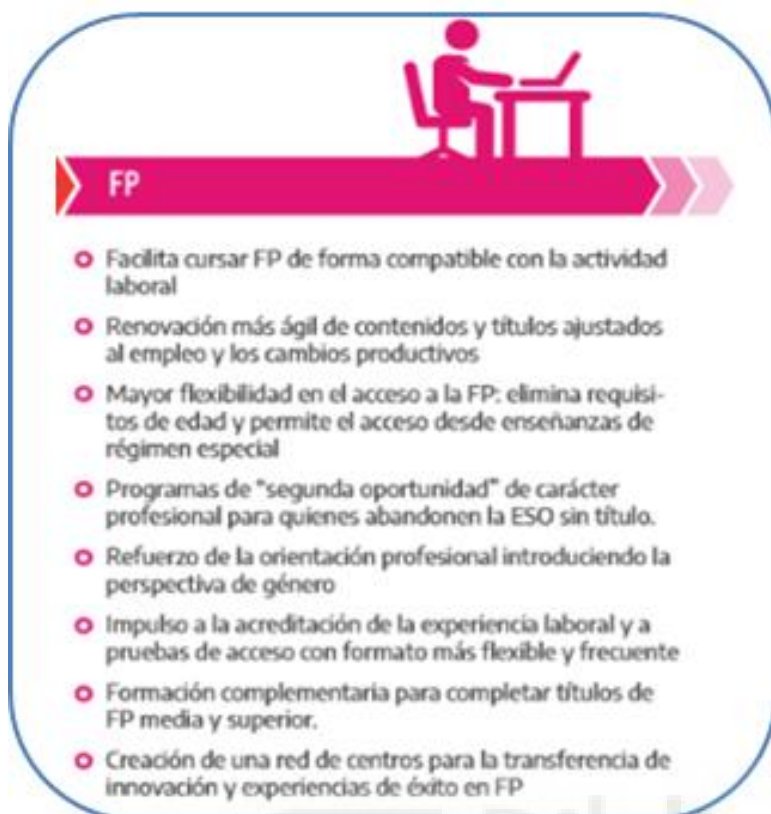 FP
Facilita cursar FP de forma compatible con la actividad
laboral
Renovación más ágil de contenidos y títulos ajustados
al empleo y los cambios productivos
Mayor flexibilidad en el acceso a la FP: elimina requisi-
tos de edad y permite el acceso desde enseñanzas de
régimen especial
Programas de "segunda oportunidad" de carácter
profesional para quienes abandonen la ESO sin título.
Refuerzo de la orientación profesional introduciendo la
perspectiva de género
Impulso a la acreditación de la experiencia laboral y a
pruebas de acceso con formato más flexible y frecuente
Formación complementaria para completar títulos de
FP media y superior.
Creación de una red de centros para la transferencia de
innovación y experiencias de éxito en FP